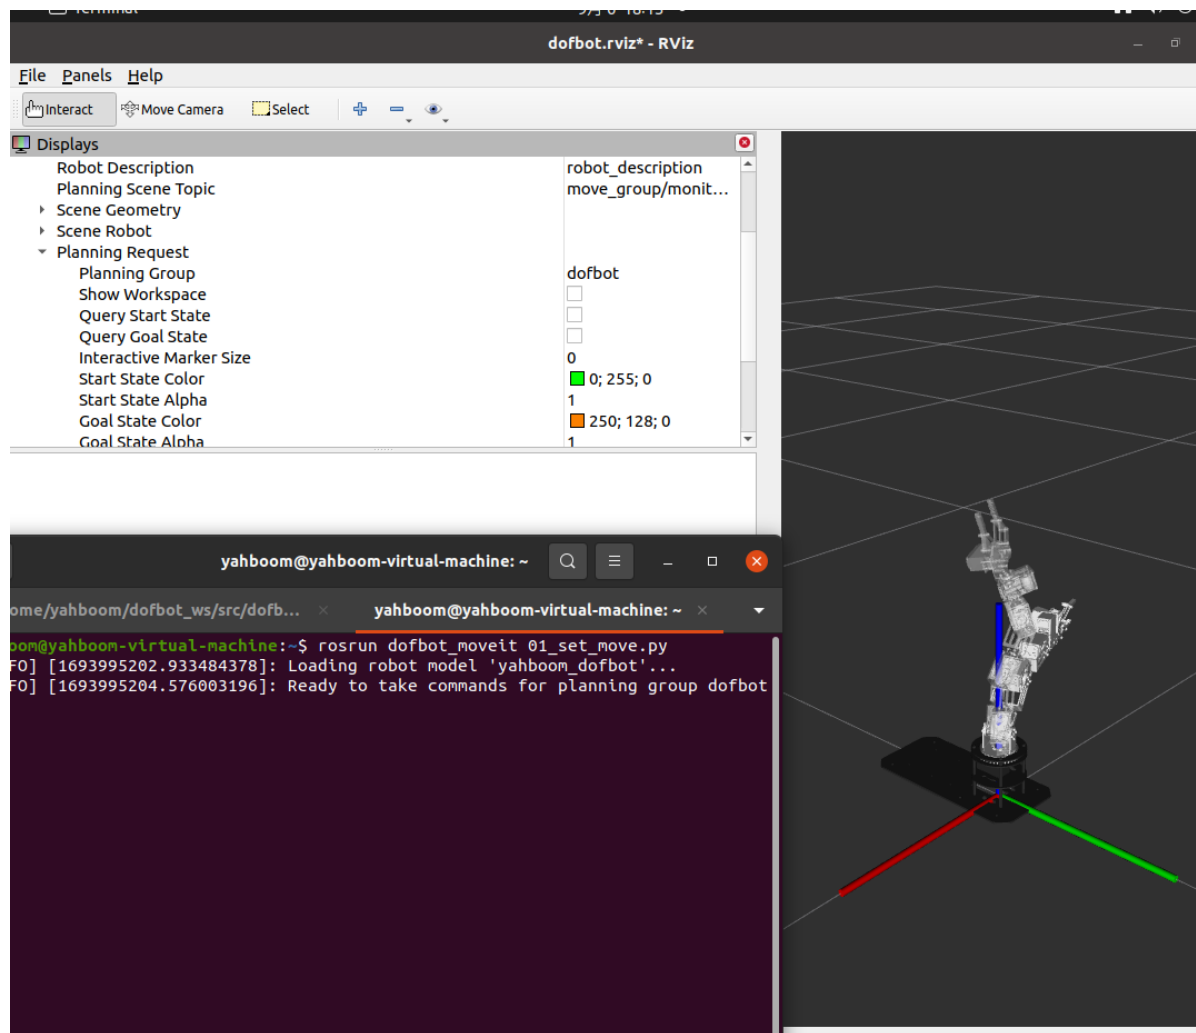 dofbot.rviz* - RViz
File Panels Help
Interact Move Camera Select
Displays
Robot Description robot_description
Planning Scene Topic move_group/monit...
Scene Geometry
Scene Robot
Planning Request
Planning Group dofbot
Show Workspace
Query Start State
Query Goal State
Interactive Marker Size 0
Start State Color 0; 255; 0
Start State Alpha 1
Goal State Color 250; 128; 0
Goal State Alpha 1
yahboom@yahboom-virtual-machine: ~
ome/yahboom/dofbot_ws/src/dofb... yahboom@yahboom-virtual-machine: ~
oom@yahboom-virtual-machine:~$ rosrun dofbot_moveit 01_set_move.py
FO] [1693995202.933484378]: Loading robot model 'yahboom_dofbot'...
FO] [1693995204.576003196]: Ready to take commands for planning group dofbot